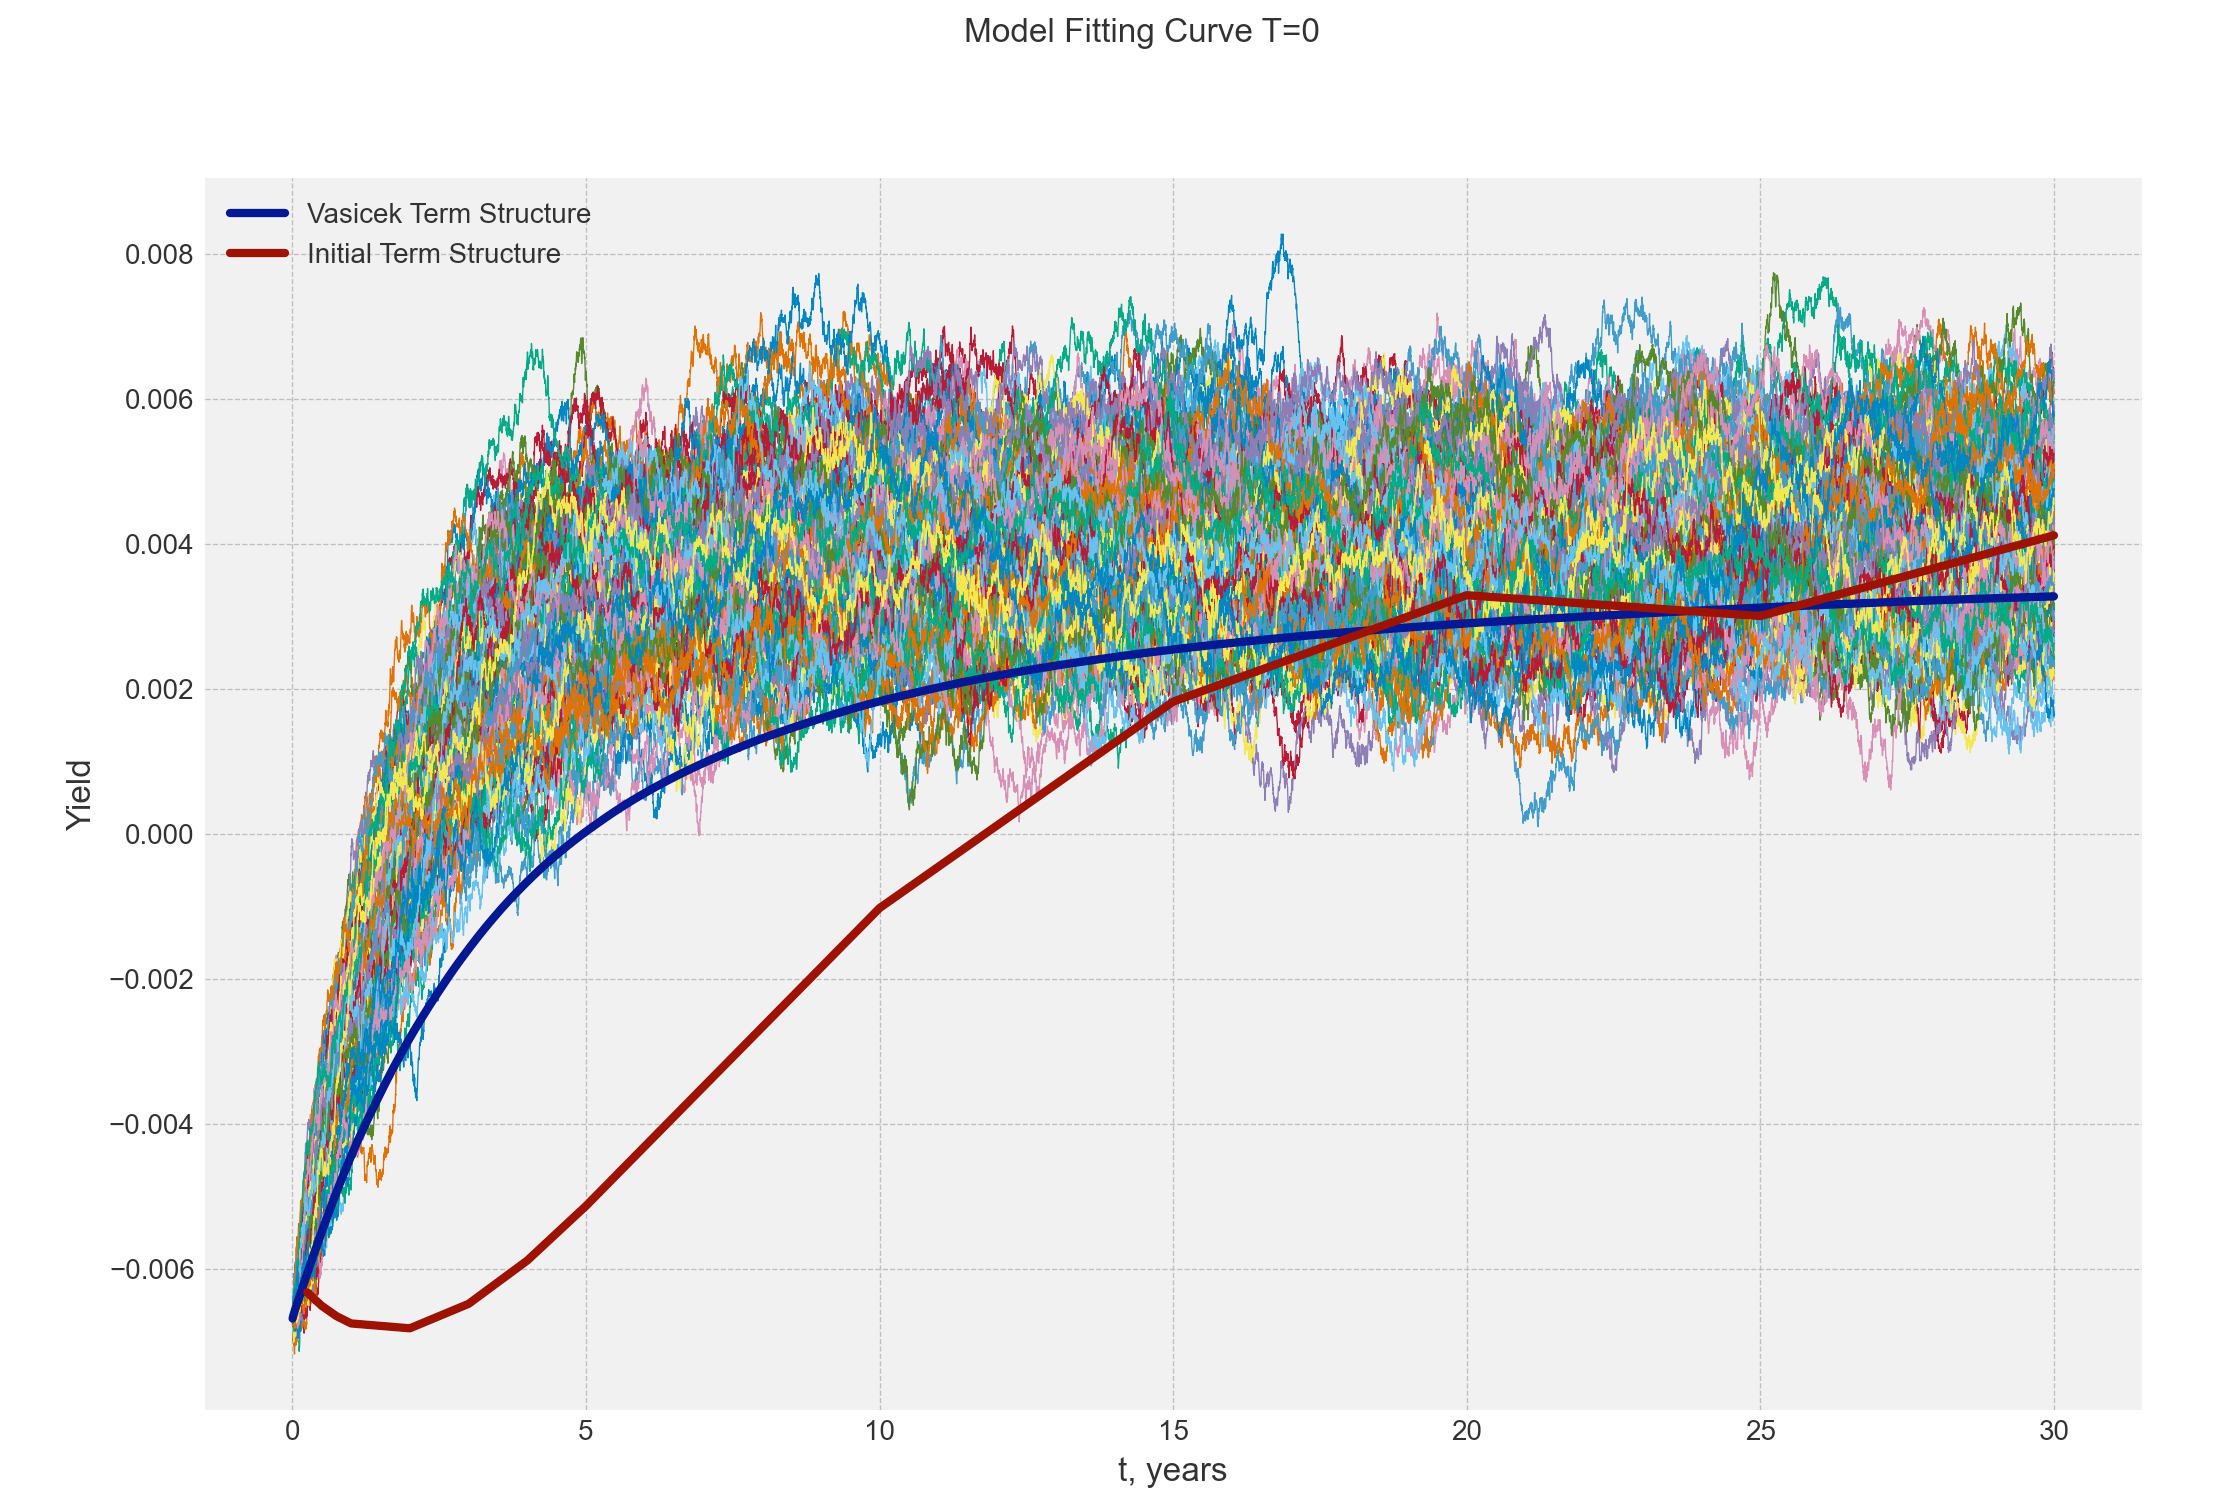 Model Fitting Curve T=0
Vasicek Term Structure
Initial Term Structure
0.008
0.006
0.004
0.002
0.000
−0.002
−0.004
−0.006
Yield
0 5 10 15 20 25 30
t, years